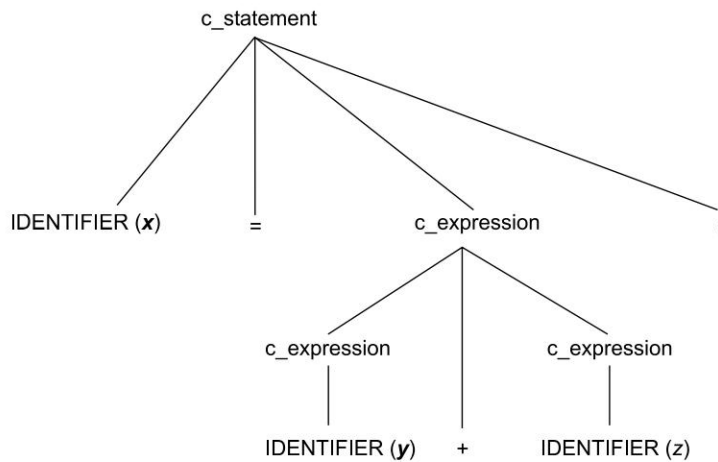 c_statement
IDENTIFIER (x) = c_expression
c_expression c_expression
IDENTIFIER (y) + IDENTIFIER (z)